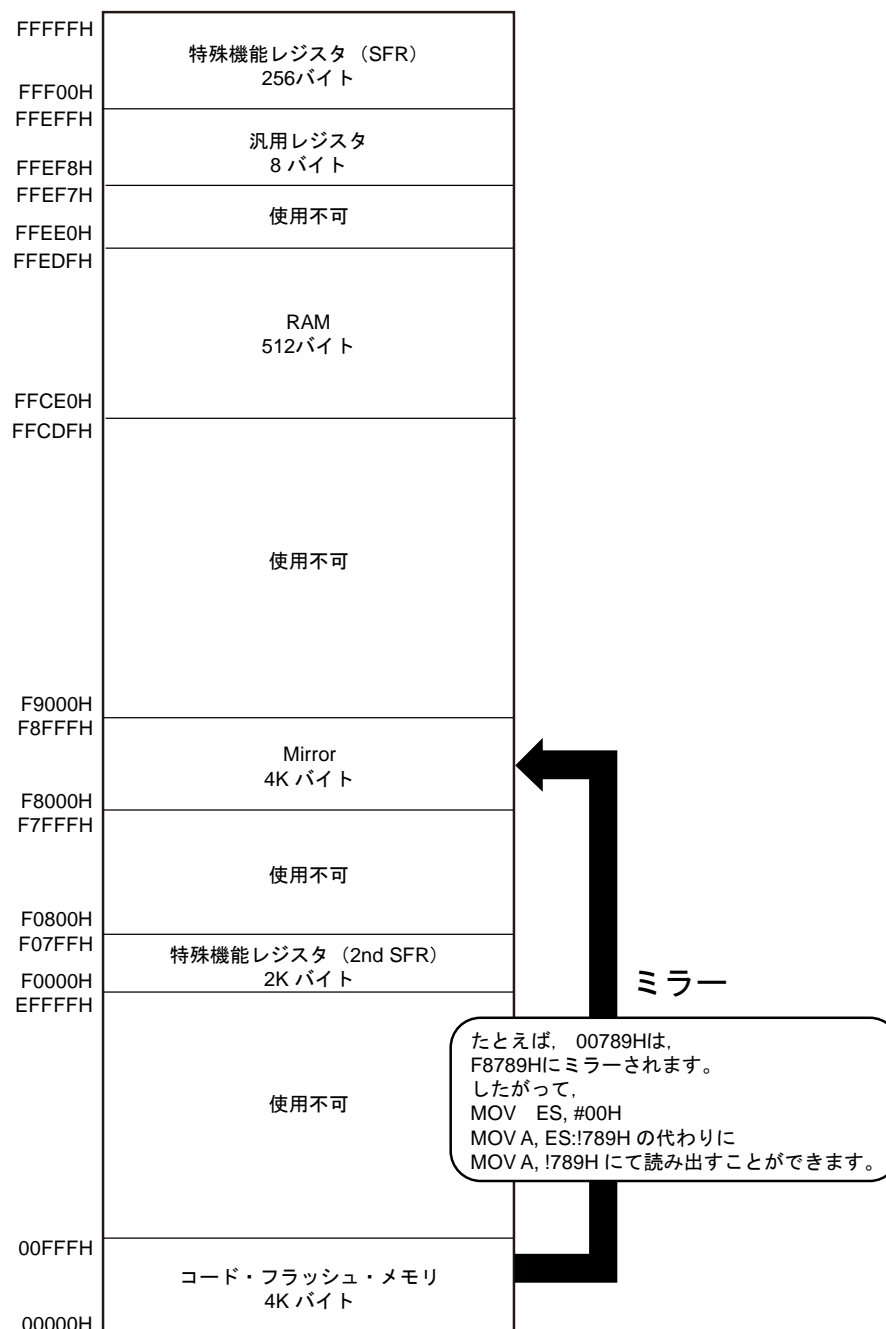 FFFFFH
特殊機能レジスタ（SFR）
256バイト
FFF00H
FFEFFH
汎用レジスタ
8 バイト
FFEF8H
FFEF7H
使用不可
FFEE0H
FFEDFH
RAM
512バイト
FFCE0H
FFCDFH
使用不可
F9000H
F8FFFH
Mirror
4K バイト
F8000H
F7FFFH
使用不可
F0800H
F07FFH
特殊機能レジスタ（2nd SFR）
2K バイト
F0000H
EFFFFH
ミラー
たとえば， 00789Hは，
F8789Hにミラーされます。
したがって，
MOV ES, #00H
MOV A, ES:!789H の代わりに
MOV A, !789H にて読み出すことができます。
使用不可
00FFFH
コード・フラッシュ・メモリ
4K バイト
00000H